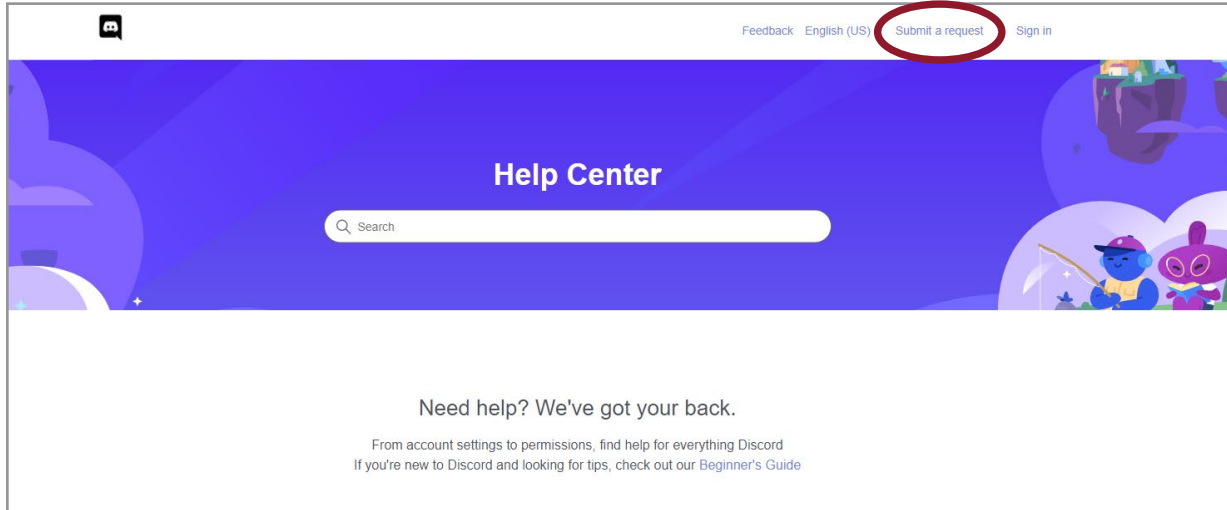 Feedback English (US) Submit a request Sign in
Help Center
Search
Need help? We've got your back.
From account settings to permissions, find help for everything Discord
If you're new to Discord and looking for tips, check out our Beginner's Guide